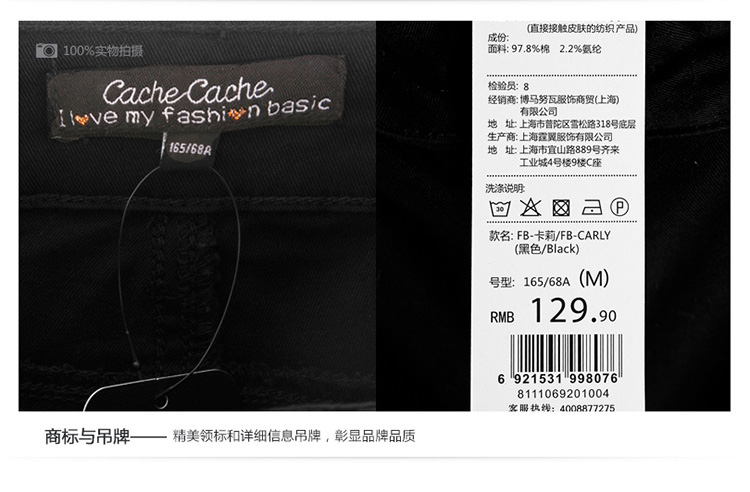 100%实物拍摄
Cache Cache
I love my fashion basic
165/68A
(直接接触皮肤的纺织产品)
成份:
面料: 97.8%棉 2.2%氨纶
检验员: 8
经销商: 博马努瓦服饰商贸(上海)
有限公司
地 址: 上海市普陀区雪松路318号底层
生产商: 上海霆翼服饰有限公司
地 址: 上海市宜山路889号齐来
工业城4号楼9楼C座
洗涤说明:
30 P
款名: FB-卡莉/FB-CARLY
(黑色/Black)
号型: 165/68A (M)
RMB 129.90
6 921531 998076
8111069201004
客服热线: 4008877275
商标与吊牌——精美领标和详细信息吊牌，彰显品牌品质